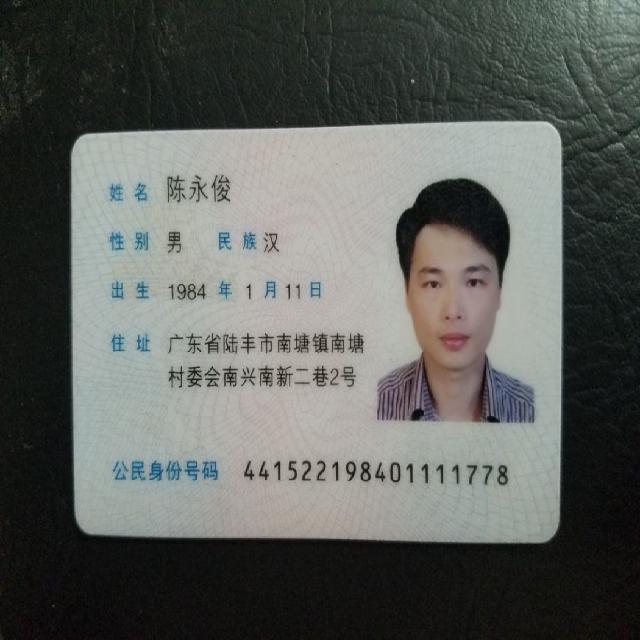 姓名 陈永俊
性别 男 民族 汉
出生 1984 年 1 月 11 日
住址 广东省陆丰市南塘镇南塘
村委会南兴南新二巷2号
公民身份号码 441522198401111778